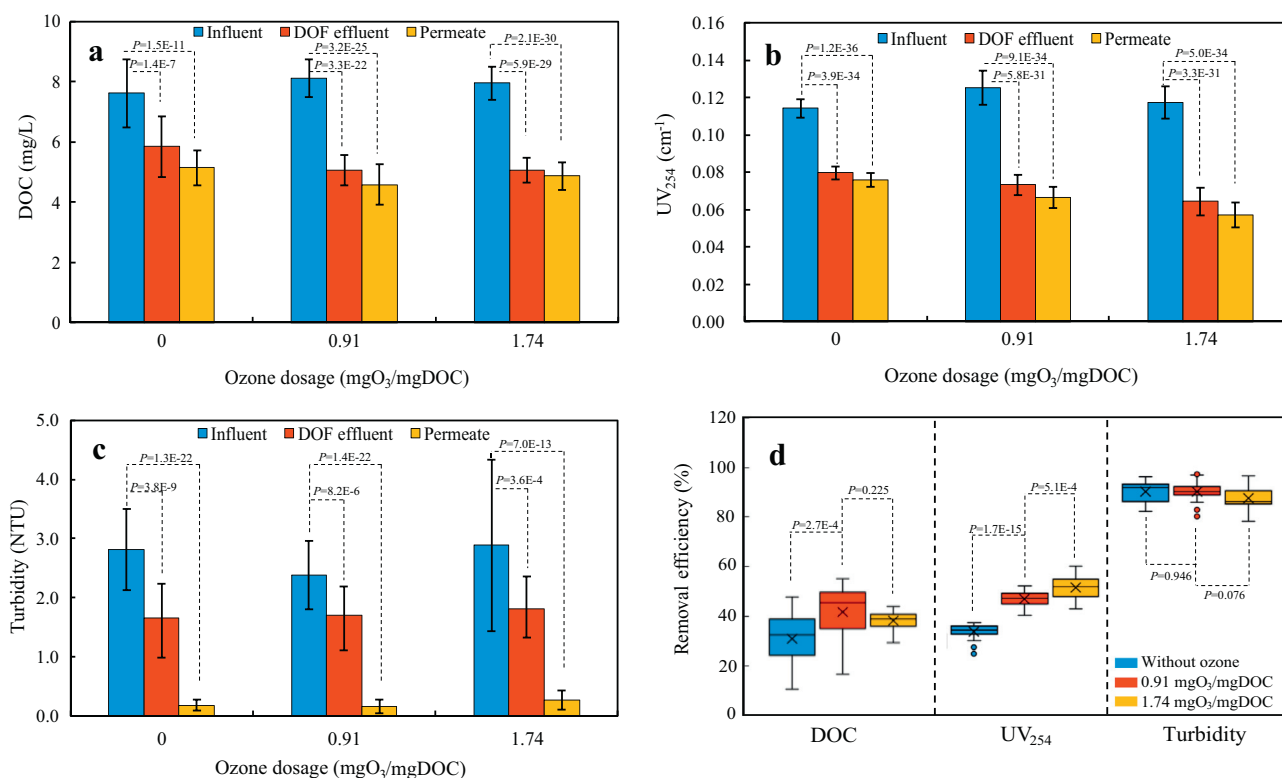 a
Influent DOF effluent Permeate
P=1.5E-11
P=1.4E-7
P=3.2E-25
P=3.3E-22
P=2.1E-30
P=5.9E-29
10
8
6
4
2
0
DOC (mg/L)
0 0.91 1.74
Ozone dosage (mgO₃/mgDOC)
b
Influent DOF effluent Permeate
P=1.2E-36
P=3.9E-34
P=9.1E-34
P=5.8E-31
P=5.0E-34
P=3.3E-31
0.16
0.14
0.12
0.10
0.08
0.06
0.04
0.02
0.00
UV₂₅₄ (cm⁻¹)
0 0.91 1.74
Ozone dosage (mgO₃/mgDOC)
c
Influent DOF effluent Permeate
P=1.3E-22
P=3.8E-9
P=1.4E-22
P=8.2E-6
P=7.0E-13
P=3.6E-4
5.0
4.0
3.0
2.0
1.0
0.0
Turbidity (NTU)
0 0.91 1.74
Ozone dosage (mgO₃/mgDOC)
d
P=2.7E-4
P=0.225
P=1.7E-15
P=5.1E-4
P=0.946
P=0.076
120
100
80
60
40
20
0
Removal efficiency (%)
Without ozone
0.91 mgO₃/mgDOC
1.74 mgO₃/mgDOC
DOC UV₂₅₄ Turbidity